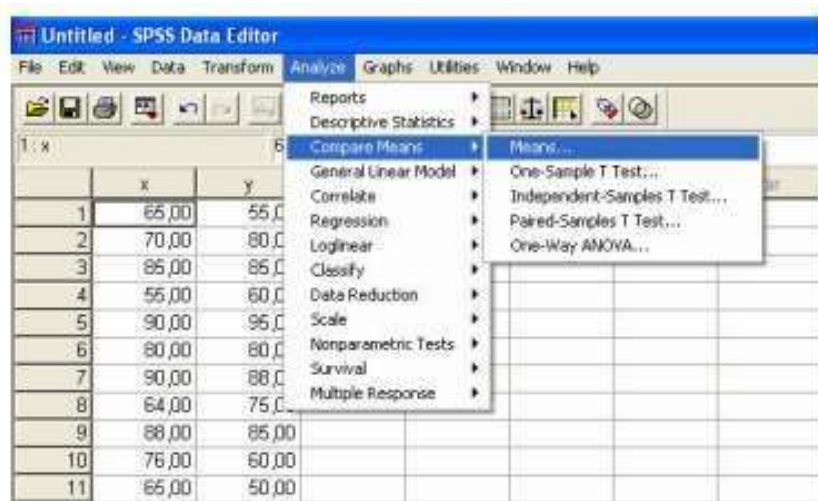 Untitled - SPSS Data Editor
File Edit View Data Transform Analyze Graphs Utilities Window Help
Reports
Descriptive Statistics
1 : x 6
Compare Means Means...
General Linear Model One-Sample T Test...
x y Correlate Independent-Samples T Test...
1 65,00 55,0 Regression Paired-Samples T Test...
2 70,00 80,0 Loglinear One-Way ANOVA...
3 85,00 85,0 Classify
4 55,00 60,0 Data Reduction
5 90,00 95,0 Scale
6 80,00 80,0 Nonparametric Tests
7 90,00 88,0 Survival
8 64,00 75,00 Multiple Response
9 88,00 85,00
10 76,00 60,00
11 65,00 50,00